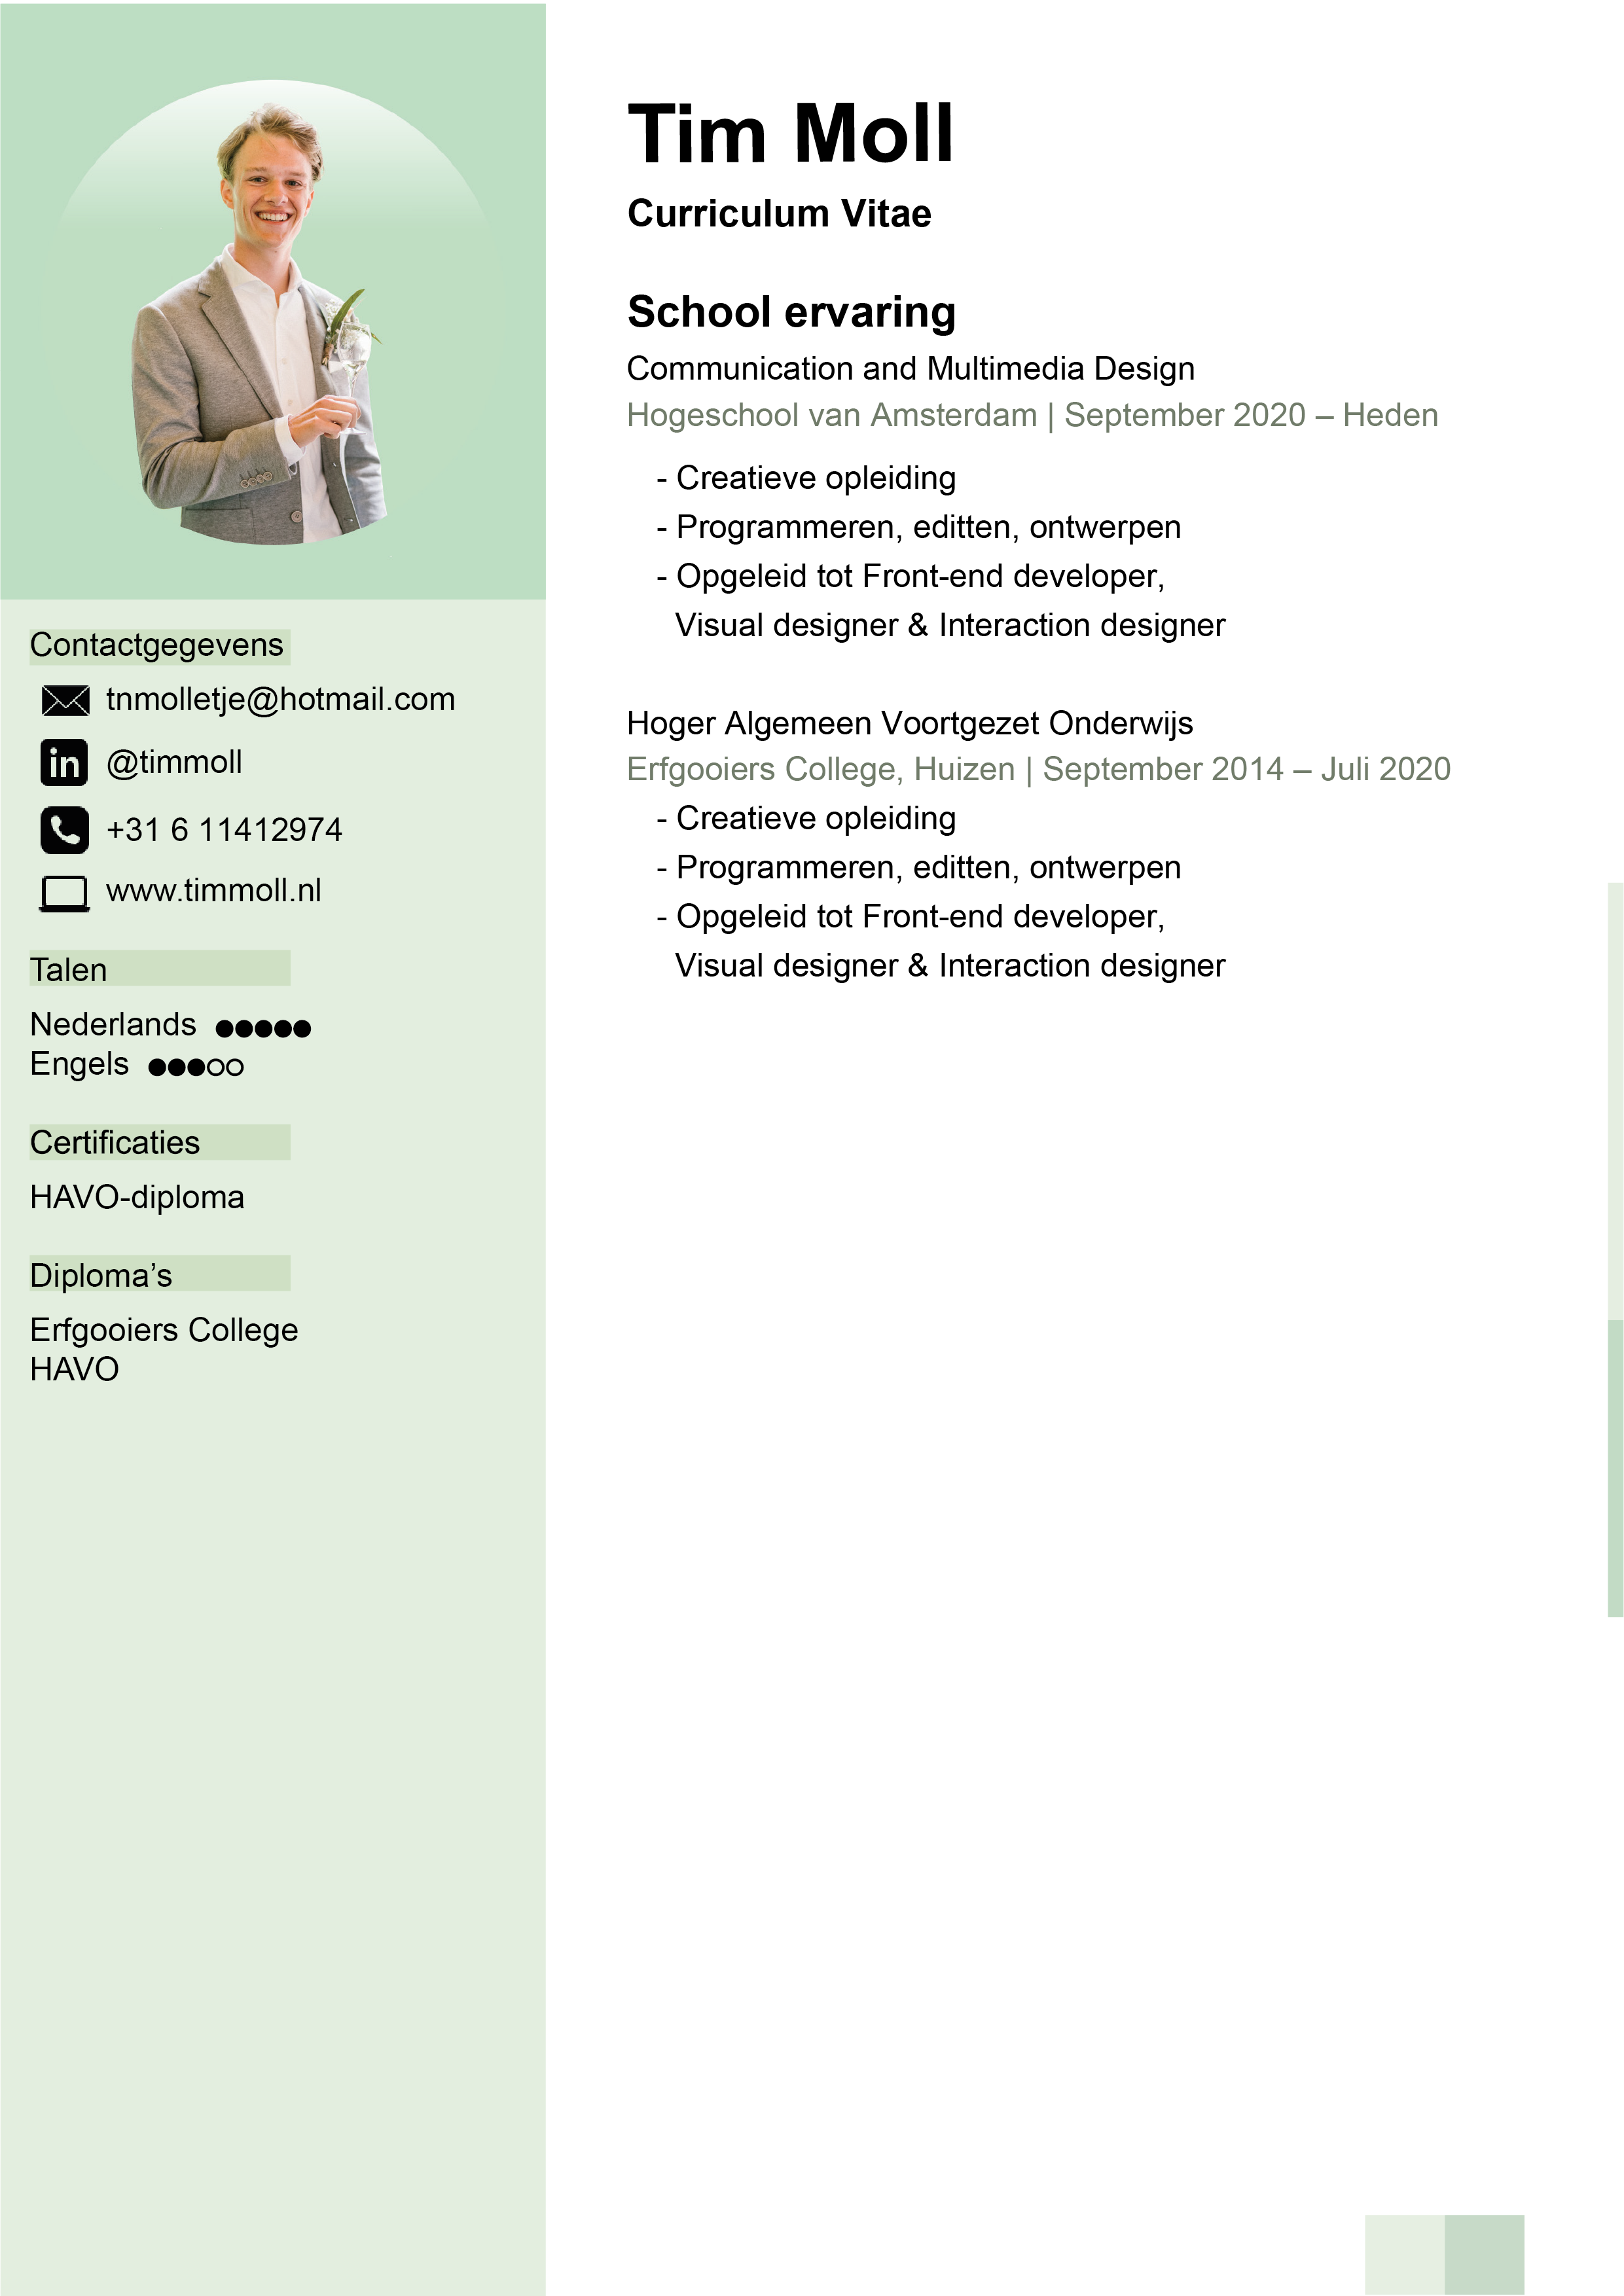 Tim Moll
Curriculum Vitae
School ervaring
Communication and Multimedia Design
Hogeschool van Amsterdam | September 2020 – Heden
- Creatieve opleiding
- Programmeren, editten, ontwerpen
- Opgeleid tot Front-end developer,
Visual designer & Interaction designer
Hoger Algemeen Voortgezet Onderwijs
Erfgooiers College, Huizen | September 2014 – Juli 2020
- Creatieve opleiding
- Programmeren, editten, ontwerpen
- Opgeleid tot Front-end developer,
Visual designer & Interaction designer
Contactgegevens
tnmolletje@hotmail.com
in @timmoll
+31 6 11412974
www.timmoll.nl
Talen
Nederlands
Engels
Certificaties
HAVO-diploma
Diploma’s
Erfgooiers College
HAVO